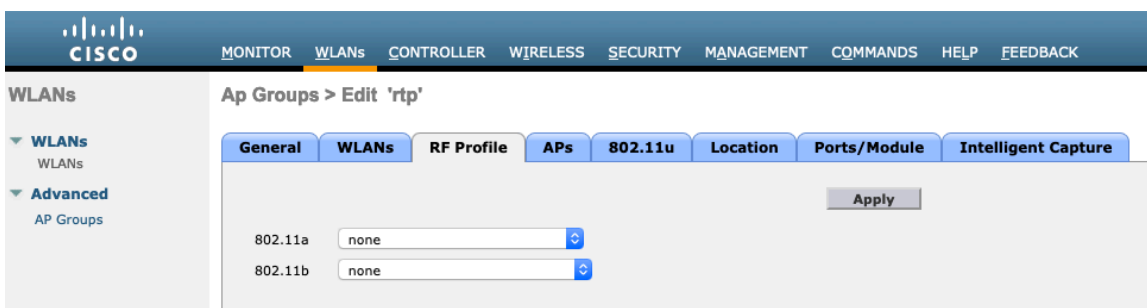 CISCO
MONITOR WLANs CONTROLLER WIRELESS SECURITY MANAGEMENT COMMANDS HELP FEEDBACK
WLANs
Ap Groups > Edit 'rtp'
WLANs
WLANs
Advanced
AP Groups
General WLANs RF Profile APs 802.11u Location Ports/Module Intelligent Capture
Apply
802.11a none
802.11b none